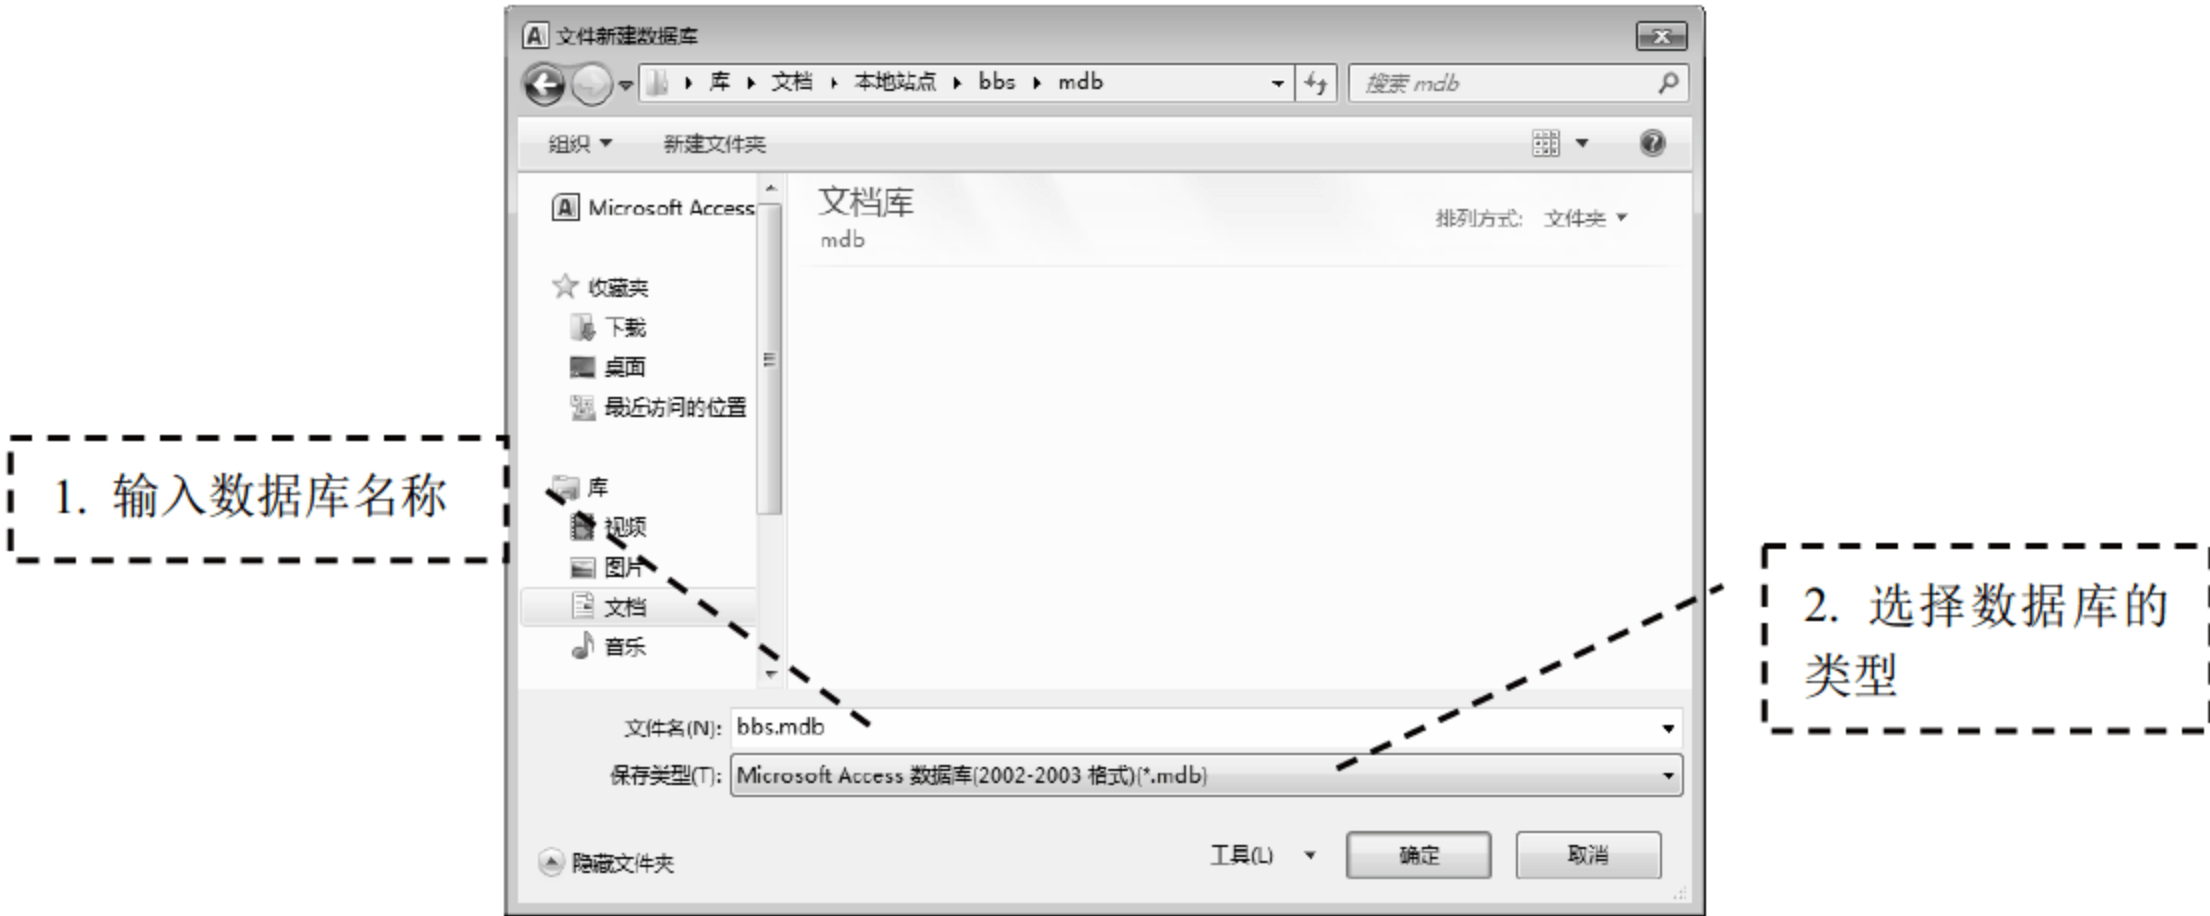 文件新建数据库
库 文档 本地站点 bbs mdb
搜索 mdb
组织
新建文件夹
Microsoft Access
收藏夹
下载
桌面
最近访问的位置
库
视频
图片
文档
音乐
文档库
mdb
排列方式: 文件夹
1. 输入数据库名称
2. 选择数据库的
类型
文件名(N): bbs.mdb
保存类型(T): Microsoft Access 数据库(2002-2003 格式)(*.mdb)
隐藏文件夹
工具(L)
确定
取消